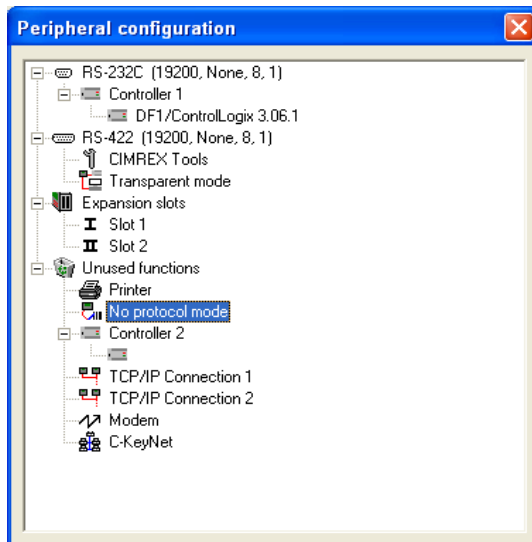 Peripheral configuration
RS-232C (19200, None, 8, 1)
Controller 1
DF1/ControlLogix 3.06.1
RS-422 (19200, None, 8, 1)
CIMREX Tools
Transparent mode
Expansion slots
I Slot 1
II Slot 2
Unused functions
Printer
No protocol mode
Controller 2
TCP/IP Connection 1
TCP/IP Connection 2
Modem
C-KeyNet